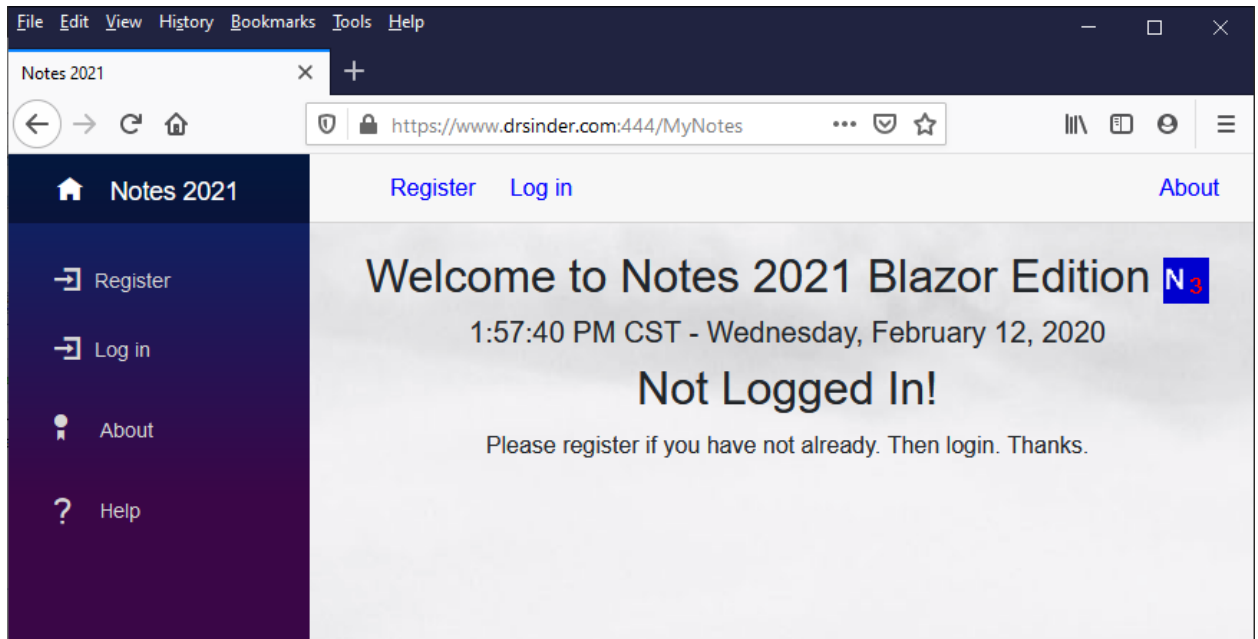 File Edit View History Bookmarks Tools Help
Notes 2021
https://www.drsinder.com:444/MyNotes
Notes 2021
Register Log in About
Register
Log in
About
Help
Welcome to Notes 2021 Blazor Edition N 3
1:57:40 PM CST - Wednesday, February 12, 2020
Not Logged In!
Please register if you have not already. Then login. Thanks.